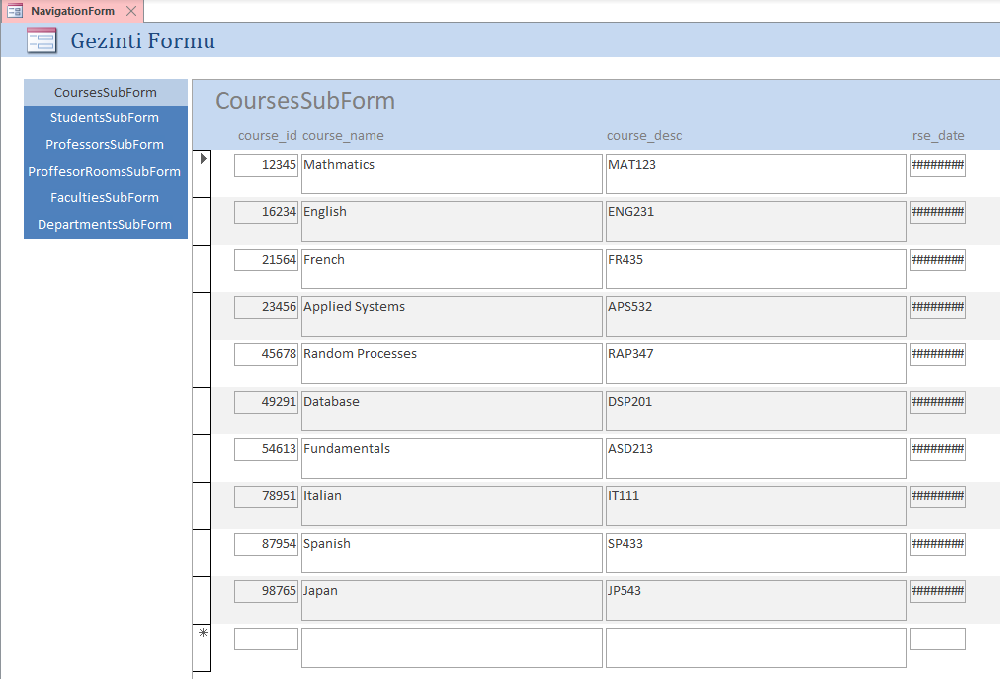 NavigationForm
Gezinti Formu
CoursesSubForm
StudentsSubForm
ProfessorsSubForm
ProffesorRoomsSubForm
FacultiesSubForm
DepartmentsSubForm
CoursesSubForm
course_id course_name course_desc rse_date
12345 Mathmatics MAT123 ########
16234 English ENG231 ########
21564 French FR435 ########
23456 Applied Systems APS532 ########
45678 Random Processes RAP347 ########
49291 Database DSP201 ########
54613 Fundamentals ASD213 ########
78951 Italian IT111 ########
87954 Spanish SP433 ########
98765 Japan JP543 ########